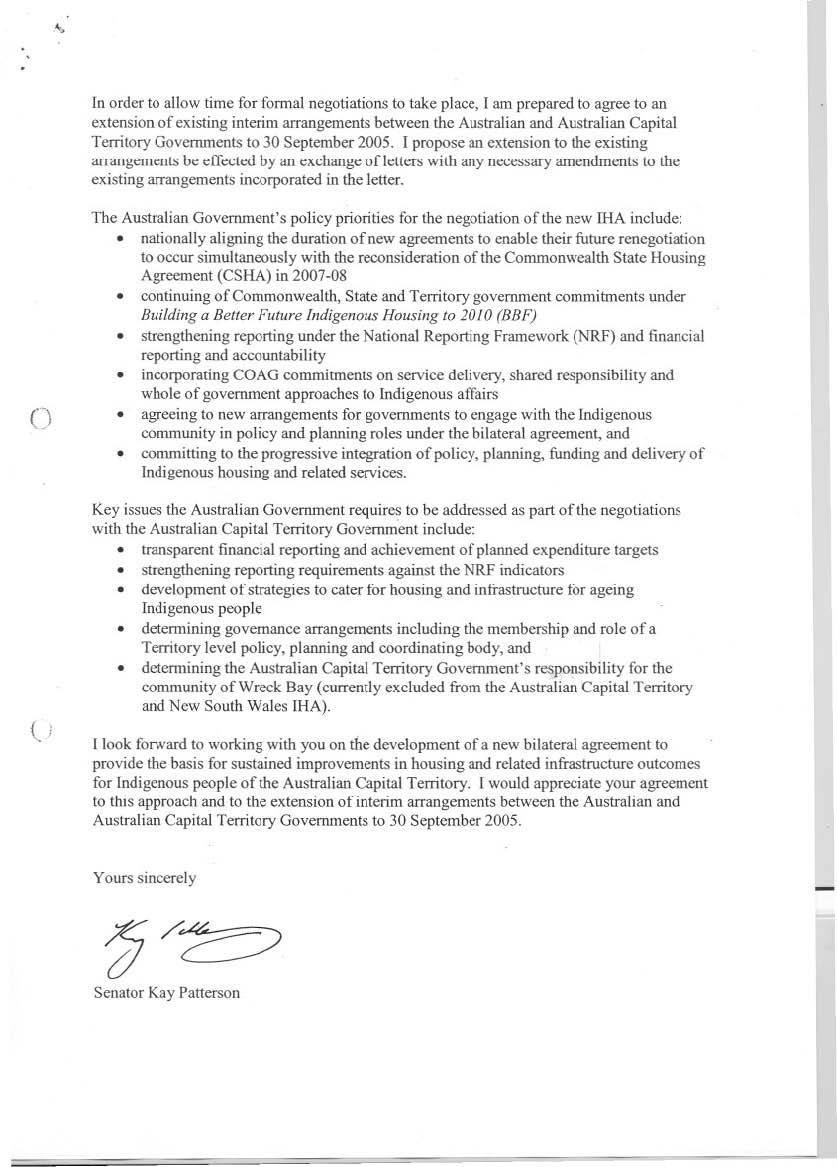 In order to allow time for formal negotiations to take place, I am prepared to agree to an
extension of existing interim arrangements between the Australian and Australian Capital
Territory Governments to 30 September 2005.  I propose an extension to the existing
arrangements be effected by an exchange of letters with any necessary amendments to the
existing arrangements incorporated in the letter.
The Australian Government's policy priorities for the negotiation of the new IHA include:
• nationally aligning the duration of new agreements to enable their future renegotiation
to occur simultaneously with the reconsideration of the Commonwealth State Housing
Agreement (CSHA) in 2007-08
• continuing of Commonwealth, State and Territory government commitments under
Building a Better Future Indigenous Housing to 2010 (BBF)
• strengthening reporting under the National Reporting Framework (NRF) and financial
reporting and accountability
• incorporating COAG commitments on service delivery, shared responsibility and
whole of government approaches to Indigenous affairs
• agreeing to new arrangements for governments to engage with the Indigenous
community in policy and planning roles under the bilateral agreement, and
• committing to the progressive integration of policy, planning, funding and delivery of
Indigenous housing and related services.
Key issues the Australian Government requires to be addressed as part of the negotiations
with the Australian Capital Territory Government include:
• transparent financial reporting and achievement of planned expenditure targets
• strengthening reporting requirements against the NRF indicators
• development of strategies to cater for housing and infrastructure for ageing
Indigenous people
• determining governance arrangements including the membership and role of a
Territory level policy, planning and coordinating body, and
• determining the Australian Capital Territory Government's responsibility for the
community of Wreck Bay (currently excluded from the Australian Capital Territory
and New South Wales IHA).
I look forward to working with you on the development of a new bilateral agreement to
provide the basis for sustained improvements in housing and related infrastructure outcomes
for Indigenous people of the Australian Capital Territory.  I would appreciate your agreement
to this approach and to the extension of interim arrangements between the Australian and
Australian Capital Territory Governments to 30 September 2005.
Yours sincerely
Senator Kay Patterson